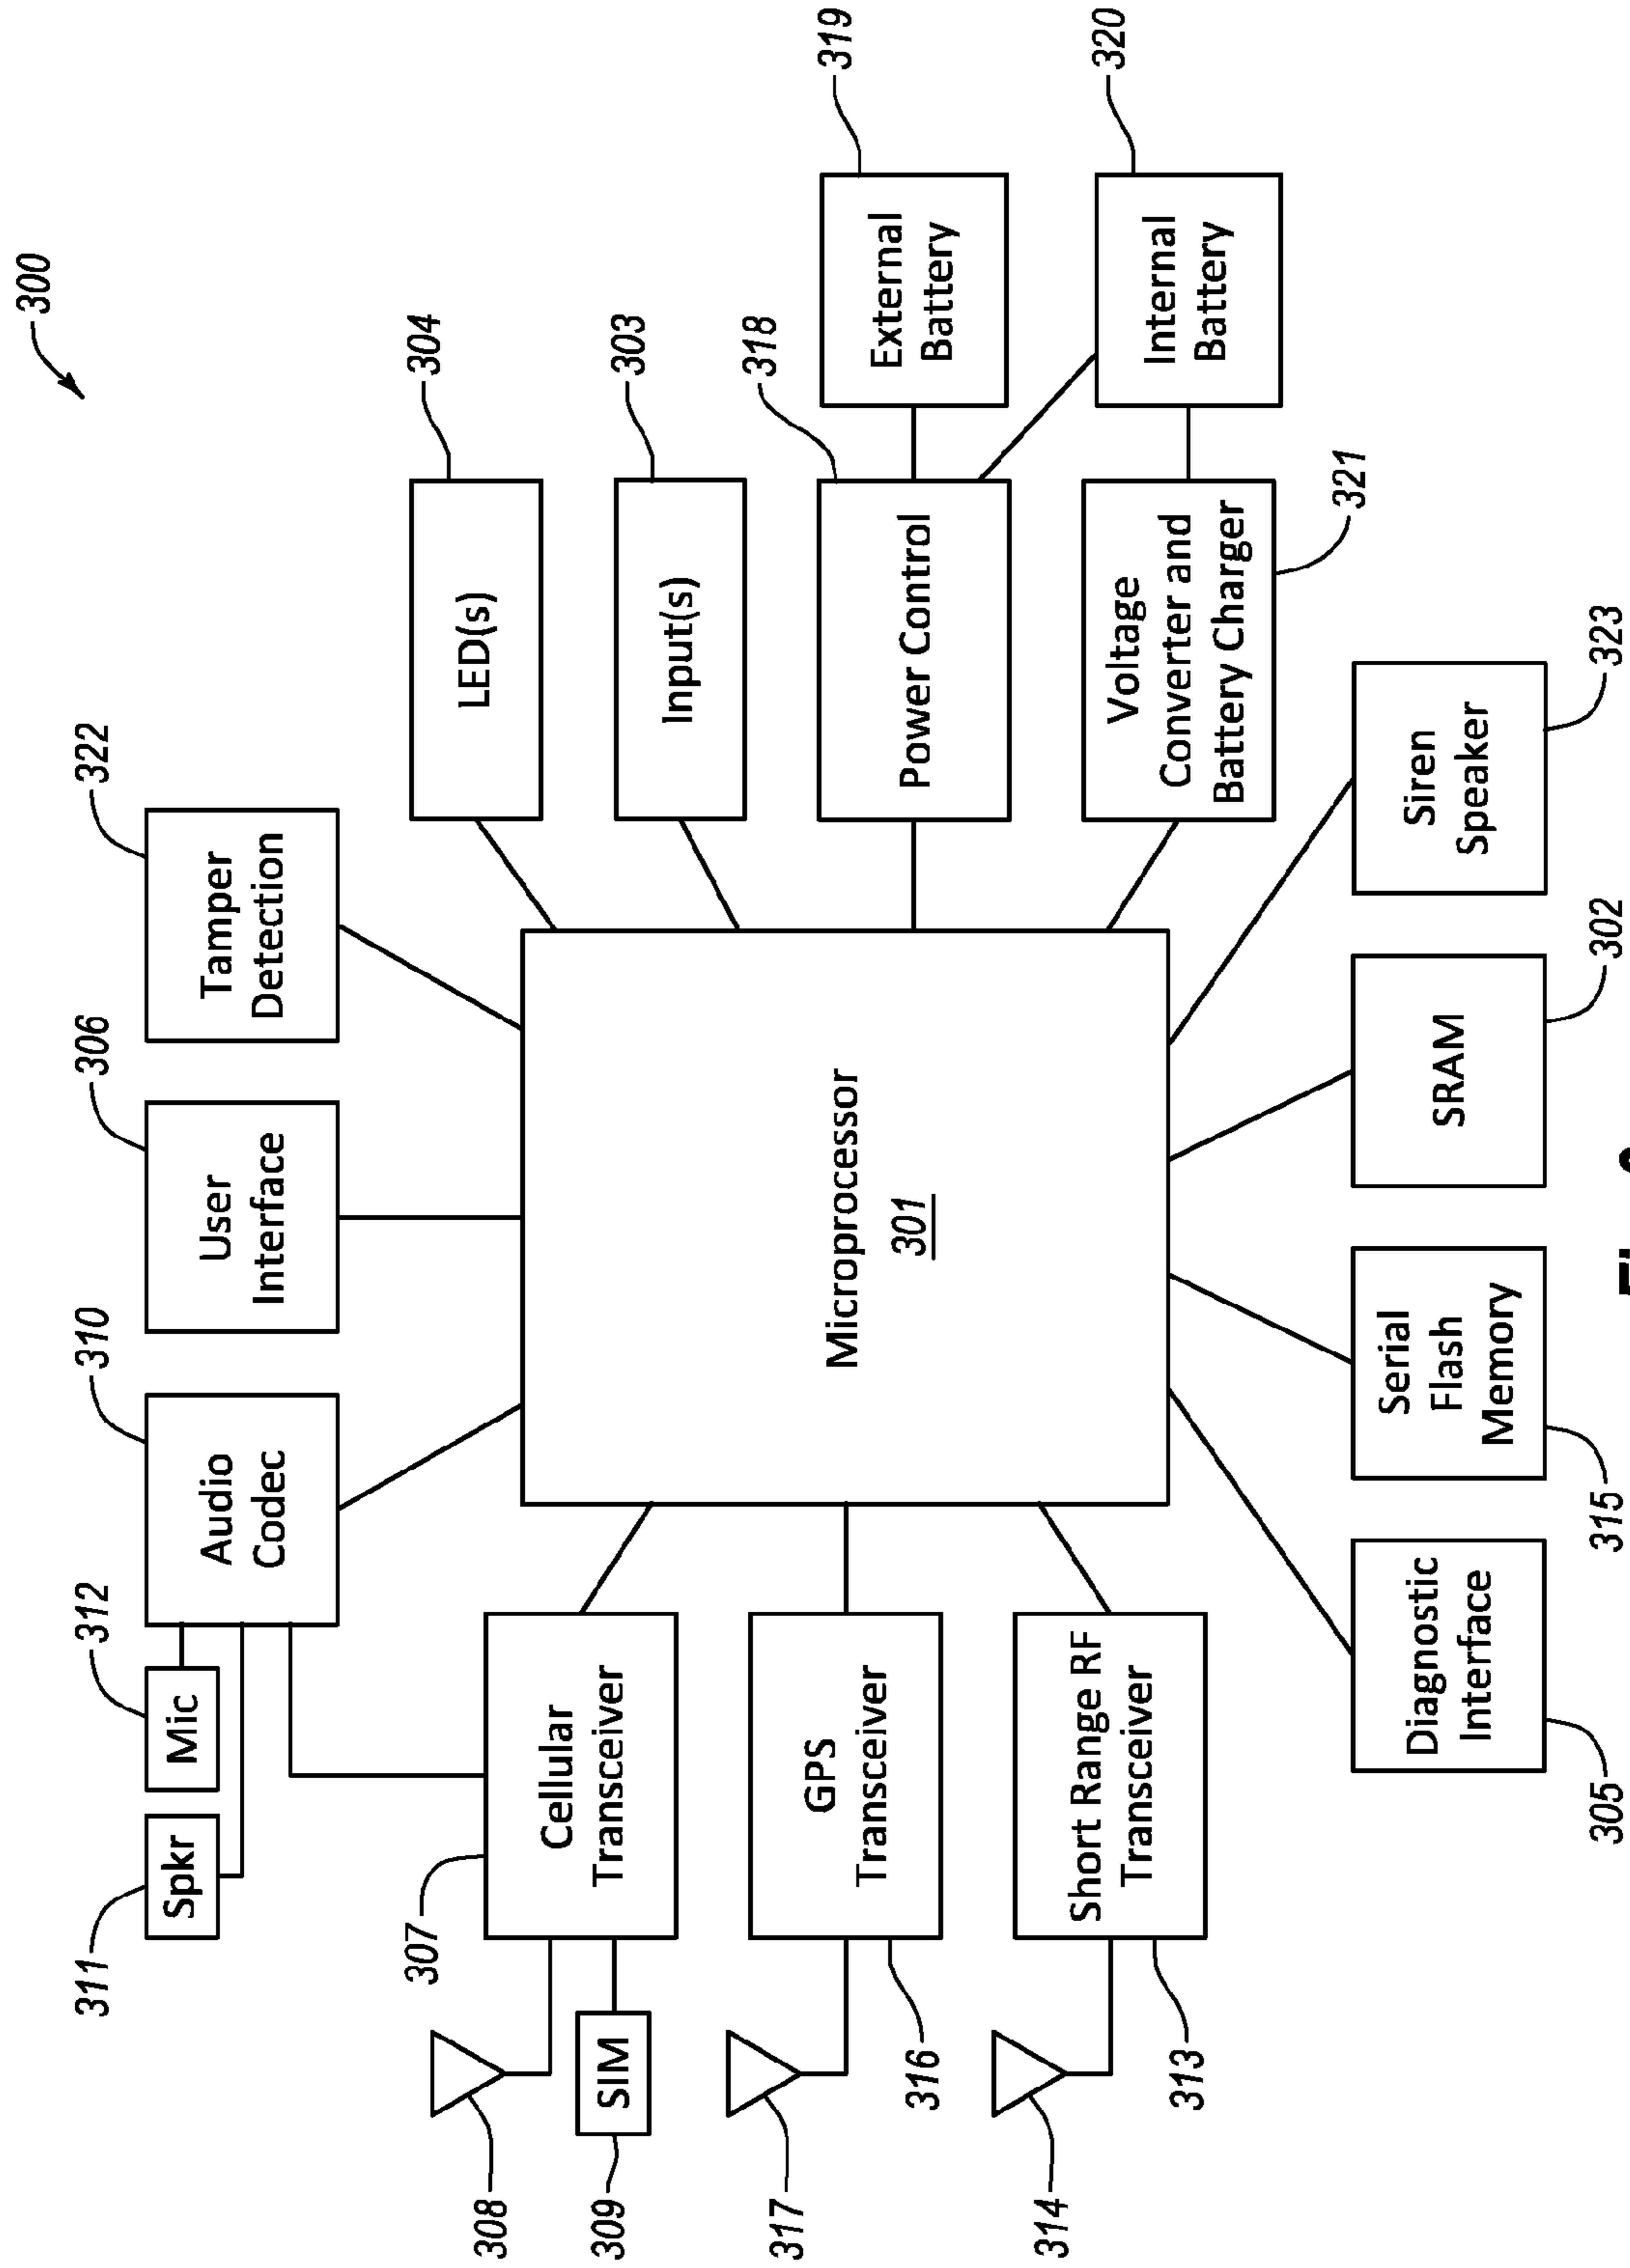 300
311
Spkr
312
Mic
310
Audio
Codec
306
User
Interface
322
Tamper
Detection
304
LED(s)
303
Input(s)
318
Power Control
319
External
Battery
320
Internal
Battery
321
Voltage
Converter and
Battery Charger
308
309
SIM
307
Cellular
Transceiver
317
316
GPS
Transceiver
314
313
Short Range RF
Transceiver
Microprocessor
301
305
Diagnostic
Interface
315
Serial
Flash
Memory
302
SRAM
323
Siren
Speaker